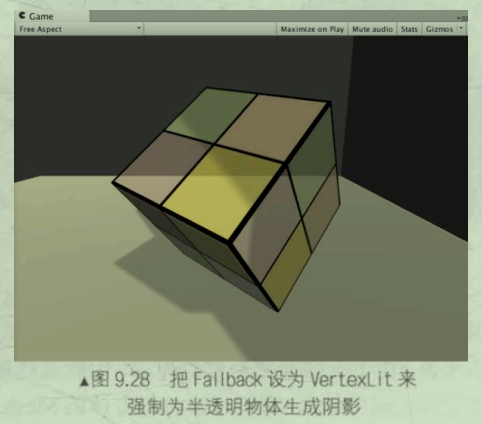 Game
Free Aspect Maximize on Play Mute audio Stats Gizmos
▲图 9.28 把 Fallback 设为 VertexLit 来
强制为半透明物体生成阴影